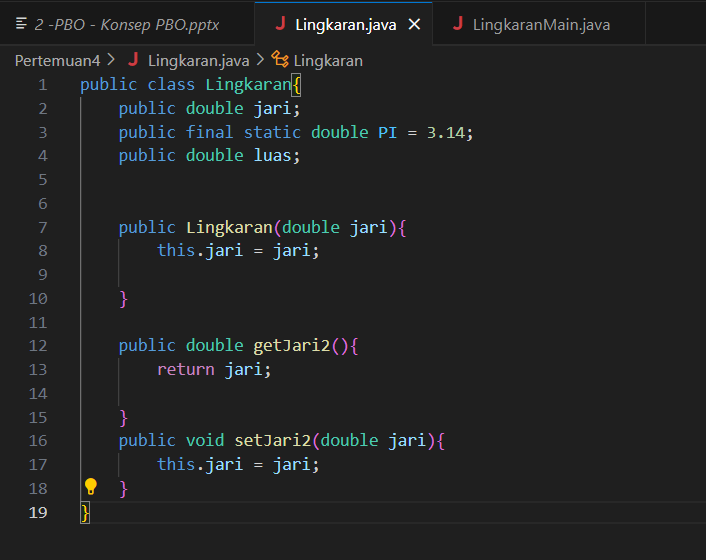 2 -PBO - Konsep PBO.pptx Lingkaran.java LingkaranMain.java
Pertemuan4 > Lingkaran.java > Lingkaran
1 public class Lingkaran{
2     public double jari;
3     public final static double PI = 3.14;
4     public double luas;
5
6
7     public Lingkaran(double jari){
8         this.jari = jari;
9
10     }
11
12     public double getJari2(){
13         return jari;
14
15     }
16     public void setJari2(double jari){
17         this.jari = jari;
18     }
19 }